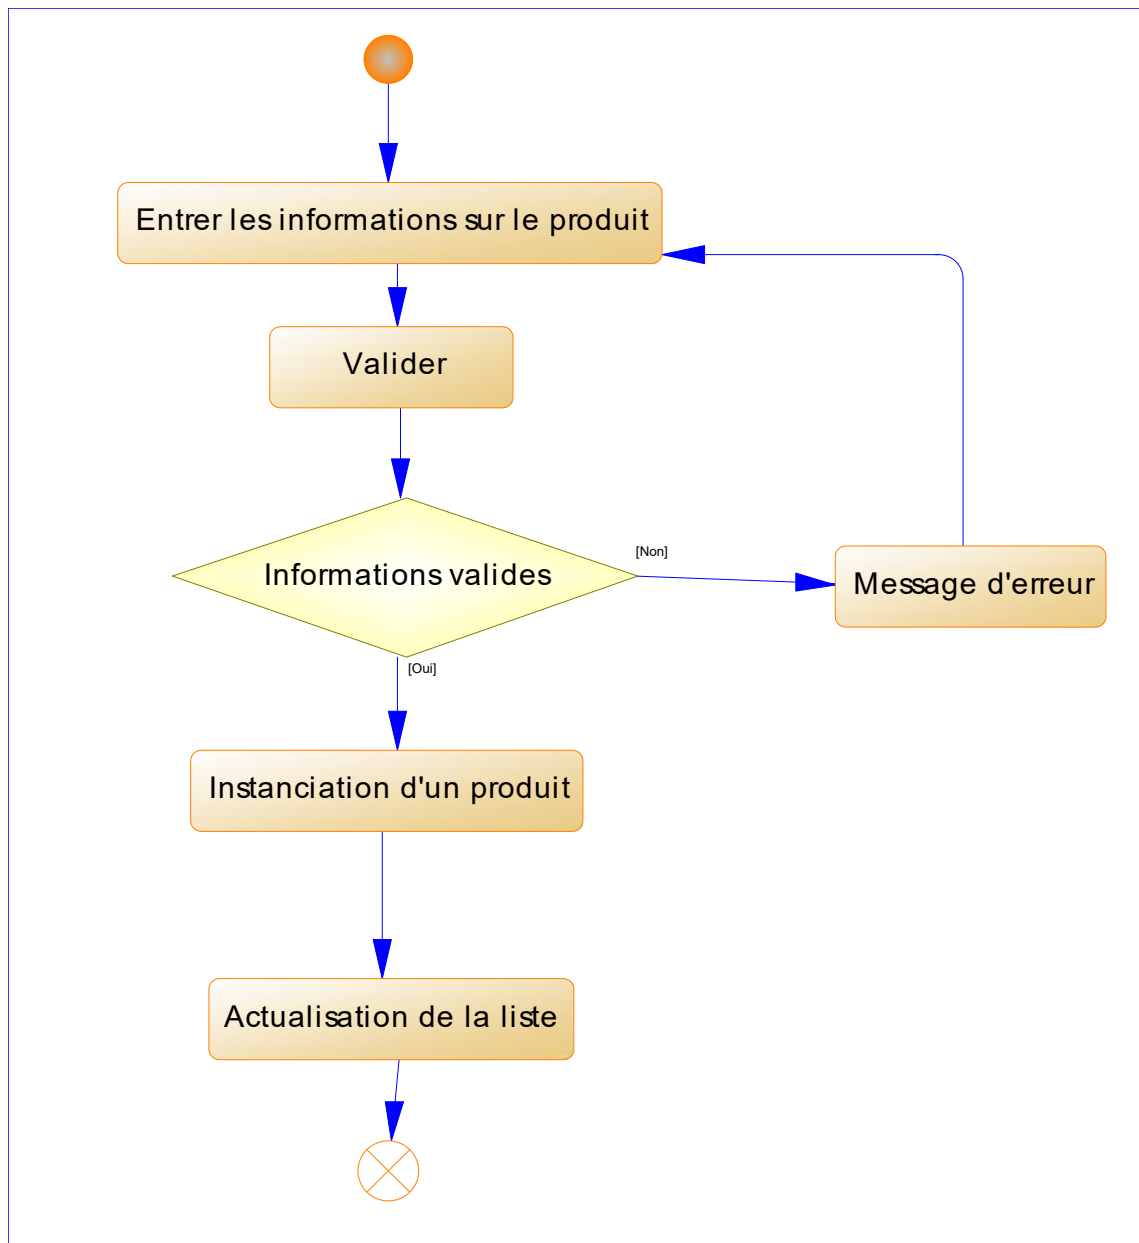 Entrer les informations sur le produit
Valider
Informations valides
[Non]
Message d'erreur
[Oui]
Instanciation d'un produit
Actualisation de la liste